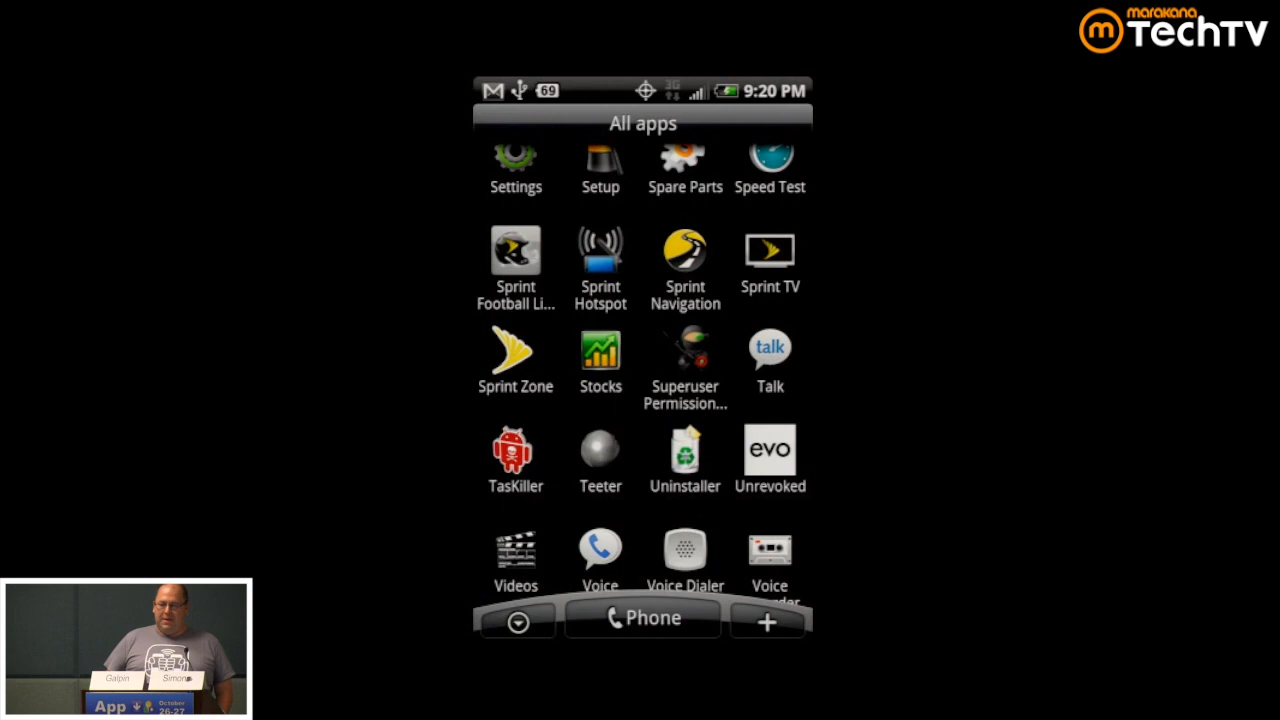 marakana
m TechTV
69 3G 9:20 PM
All apps
Settings Setup Spare Parts Speed Test
Sprint Football Li... Sprint Hotspot Sprint Navigation Sprint TV
talk
Sprint Zone Stocks Superuser Permission... Talk
evo
TasKiller Teeter Uninstaller Unrevoked
Videos Voice Voice Dialer Voice
Phone
Galpin
App October
26-27